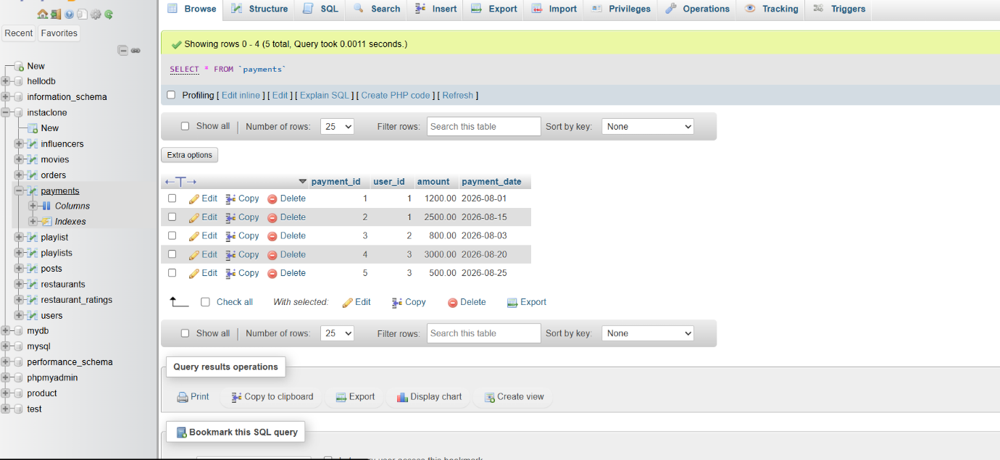 Browse Structure SQL Search Insert Export Import Privileges Operations Tracking Triggers
Recent Favorites
New
hellodb
information_schema
instaclone
New
influencers
movies
orders
payments
Columns
Indexes
playlist
playlists
posts
restaurants
restaurant_ratings
users
mydb
mysql
performance_schema
phpmyadmin
product
test
Showing rows 0 - 4 (5 total, Query took 0.0011 seconds.)
SELECT * FROM `payments`
Profiling [ Edit inline ] [ Edit ] [ Explain SQL ] [ Create PHP code ] [ Refresh ]
Show all Number of rows: 25 Filter rows: Search this table Sort by key: None
Extra options
←T→ payment_id user_id amount payment_date
Edit Copy Delete 1 1 1200.00 2026-08-01
Edit Copy Delete 2 1 2500.00 2026-08-15
Edit Copy Delete 3 2 800.00 2026-08-03
Edit Copy Delete 4 3 3000.00 2026-08-20
Edit Copy Delete 5 3 500.00 2026-08-25
Check all With selected: Edit Copy Delete Export
Show all Number of rows: 25 Filter rows: Search this table Sort by key: None
Query results operations
Print Copy to clipboard Export Display chart Create view
Bookmark this SQL query
user access this bookmark